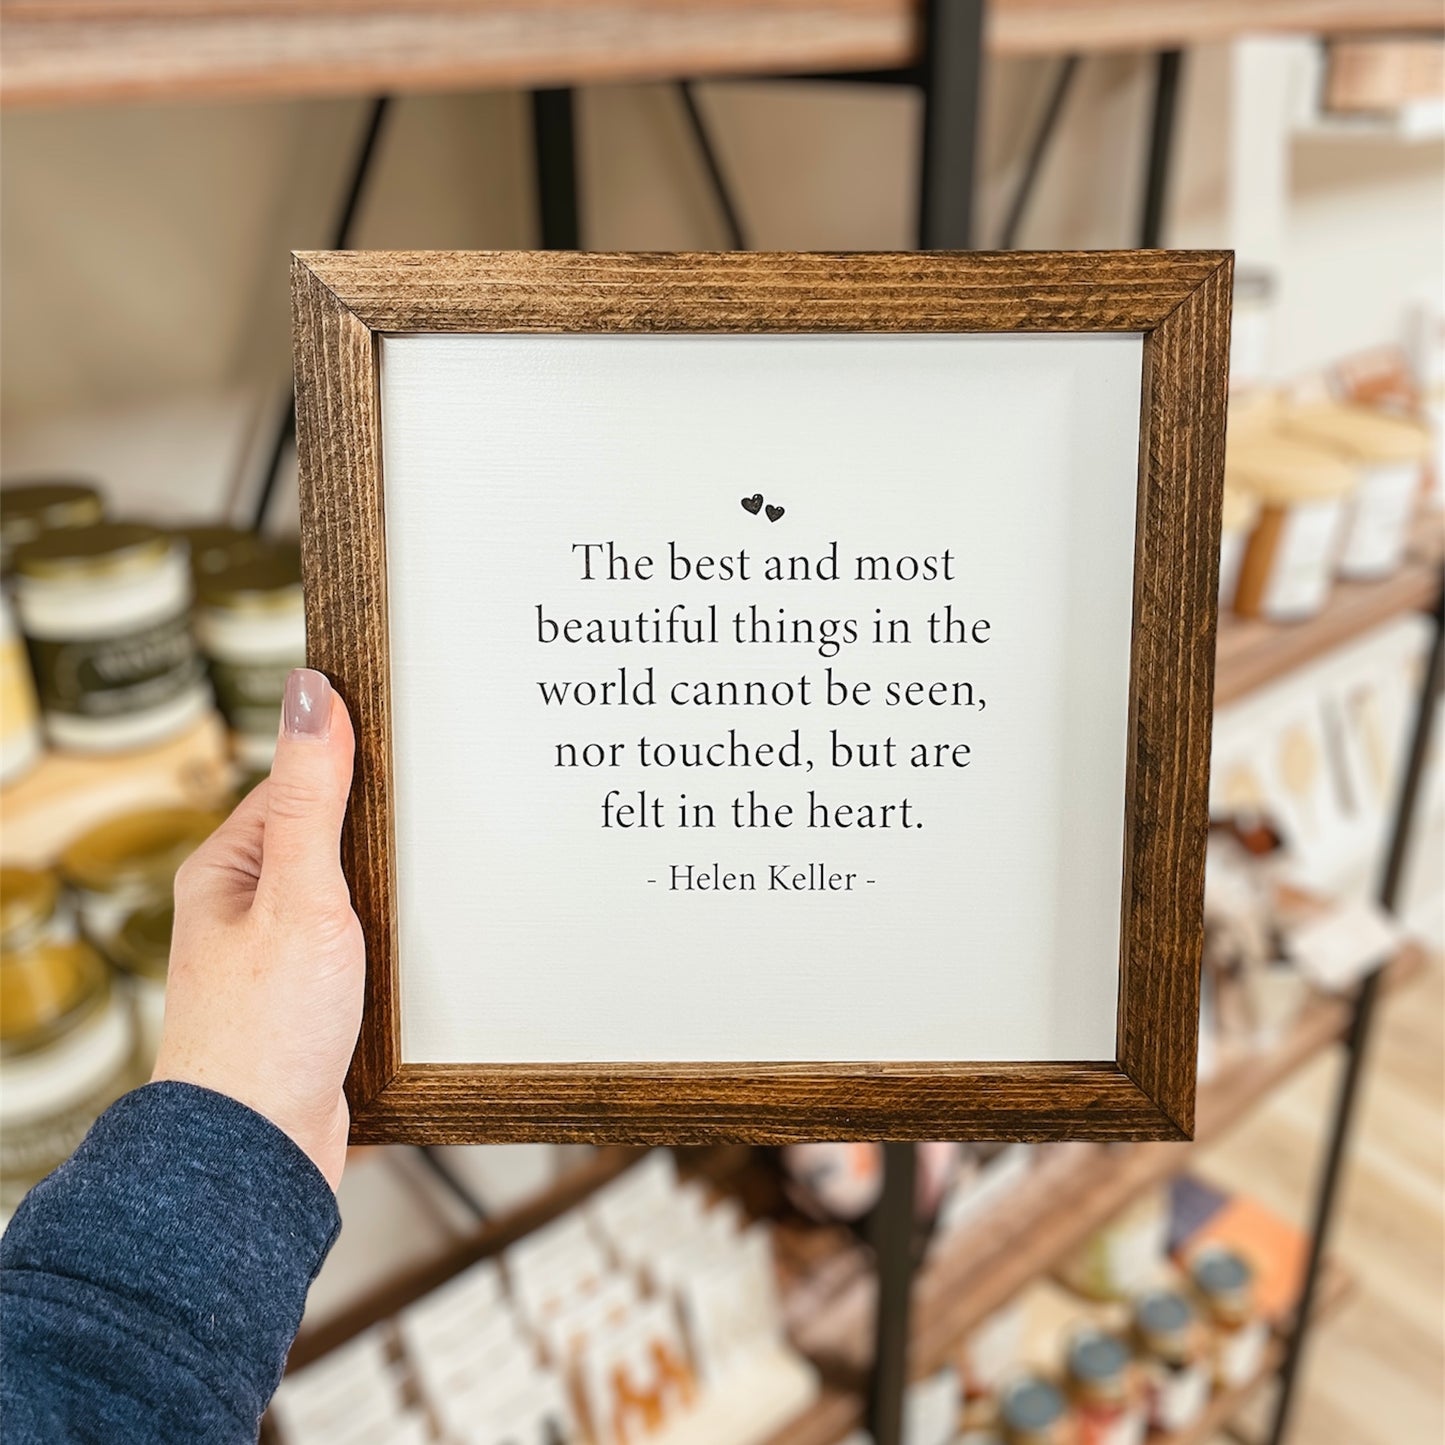 The best and most
beautiful things in the
world cannot be seen,
nor touched, but are
felt in the heart.
- Helen Keller -